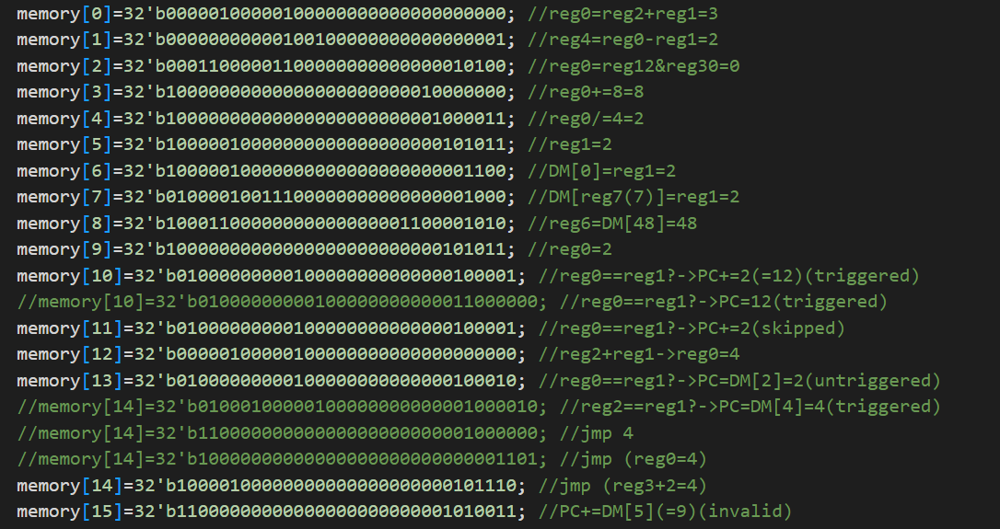 memory[0]=32'b00000100000100000000000000000000; //reg0=reg2+reg1=3
memory[1]=32'b00000000000100100000000000000001; //reg4=reg0-reg1=2
memory[2]=32'b00011000001100000000000000010100; //reg0=reg12&reg30=0
memory[3]=32'b10000000000000000000000010000000; //reg0+=8=8
memory[4]=32'b10000000000000000000000001000011; //reg0/=4=2
memory[5]=32'b10000010000000000000000000101011; //reg1=2
memory[6]=32'b10000010000000000000000000001100; //DM[0]=reg1=2
memory[7]=32'b01000010011100000000000000001000; //DM[reg7(7)]=reg1=2
memory[8]=32'b10001100000000000000001100001010; //reg6=DM[48]=48
memory[9]=32'b10000000000000000000000000101011; //reg0=2
memory[10]=32'b01000000000100000000000000100001; //reg0==reg1?->PC+=2(=12)(triggered)
//memory[10]=32'b01000000000100000000000011000000; //reg0==reg1?->PC=12(triggered)
memory[11]=32'b01000000000100000000000000100001; //reg0==reg1?->PC+=2(skipped)
memory[12]=32'b00000100000100000000000000000000; //reg2+reg1->reg0=4
memory[13]=32'b01000000000100000000000000100010; //reg0==reg1?->PC=DM[2]=2(untriggered)
//memory[14]=32'b01000100000100000000000001000010; //reg2==reg1?->PC=DM[4]=4(triggered)
//memory[14]=32'b11000000000000000000000001000000; //jmp 4
//memory[14]=32'b10000000000000000000000000001101; //jmp (reg0=4)
memory[14]=32'b10000100000000000000000000101110; //jmp (reg3+2=4)
memory[15]=32'b11000000000000000000000001010011; //PC+=DM[5](=9)(invalid)